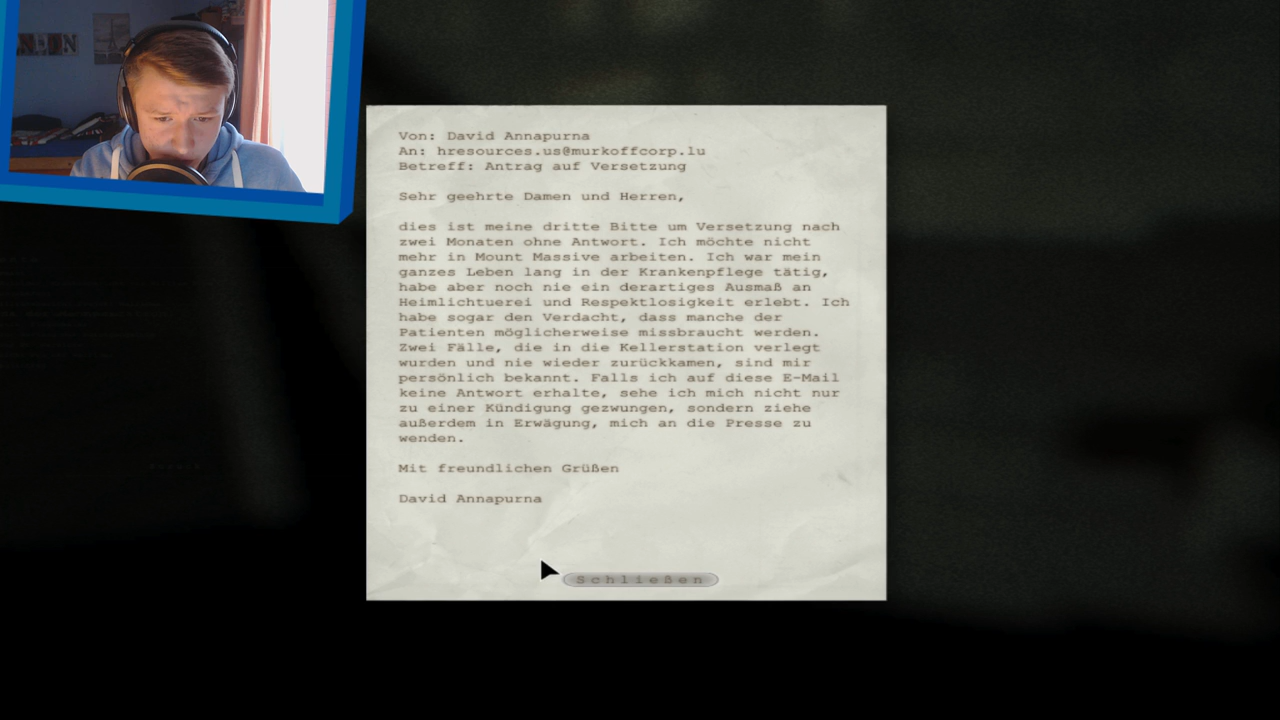 Von: David Annapurna
An: hresources.us@murkoffcorp.lu
Betreff: Antrag auf Versetzung
Sehr geehrte Damen und Herren,
dies ist meine dritte Bitte um Versetzung nach
zwei Monaten ohne Antwort. Ich möchte nicht
mehr in Mount Massive arbeiten. Ich war mein
ganzes Leben lang in der Krankenpflege tätig,
habe aber noch nie ein derartiges Ausmaß an
Heimlichtuerei und Respektlosigkeit erlebt. Ich
habe sogar den Verdacht, dass manche der
Patienten möglicherweise missbraucht werden.
Zwei Fälle, die in die Kellerstation verlegt
wurden und nie wieder zurückkamen, sind mir
persönlich bekannt. Falls ich auf diese E-Mail
keine Antwort erhalte, sehe ich mich nicht nur
zu einer Kündigung gezwungen, sondern ziehe
außerdem in Erwägung, mich an die Presse zu
wenden.
Mit freundlichen Grüßen
David Annapurna
Schließen